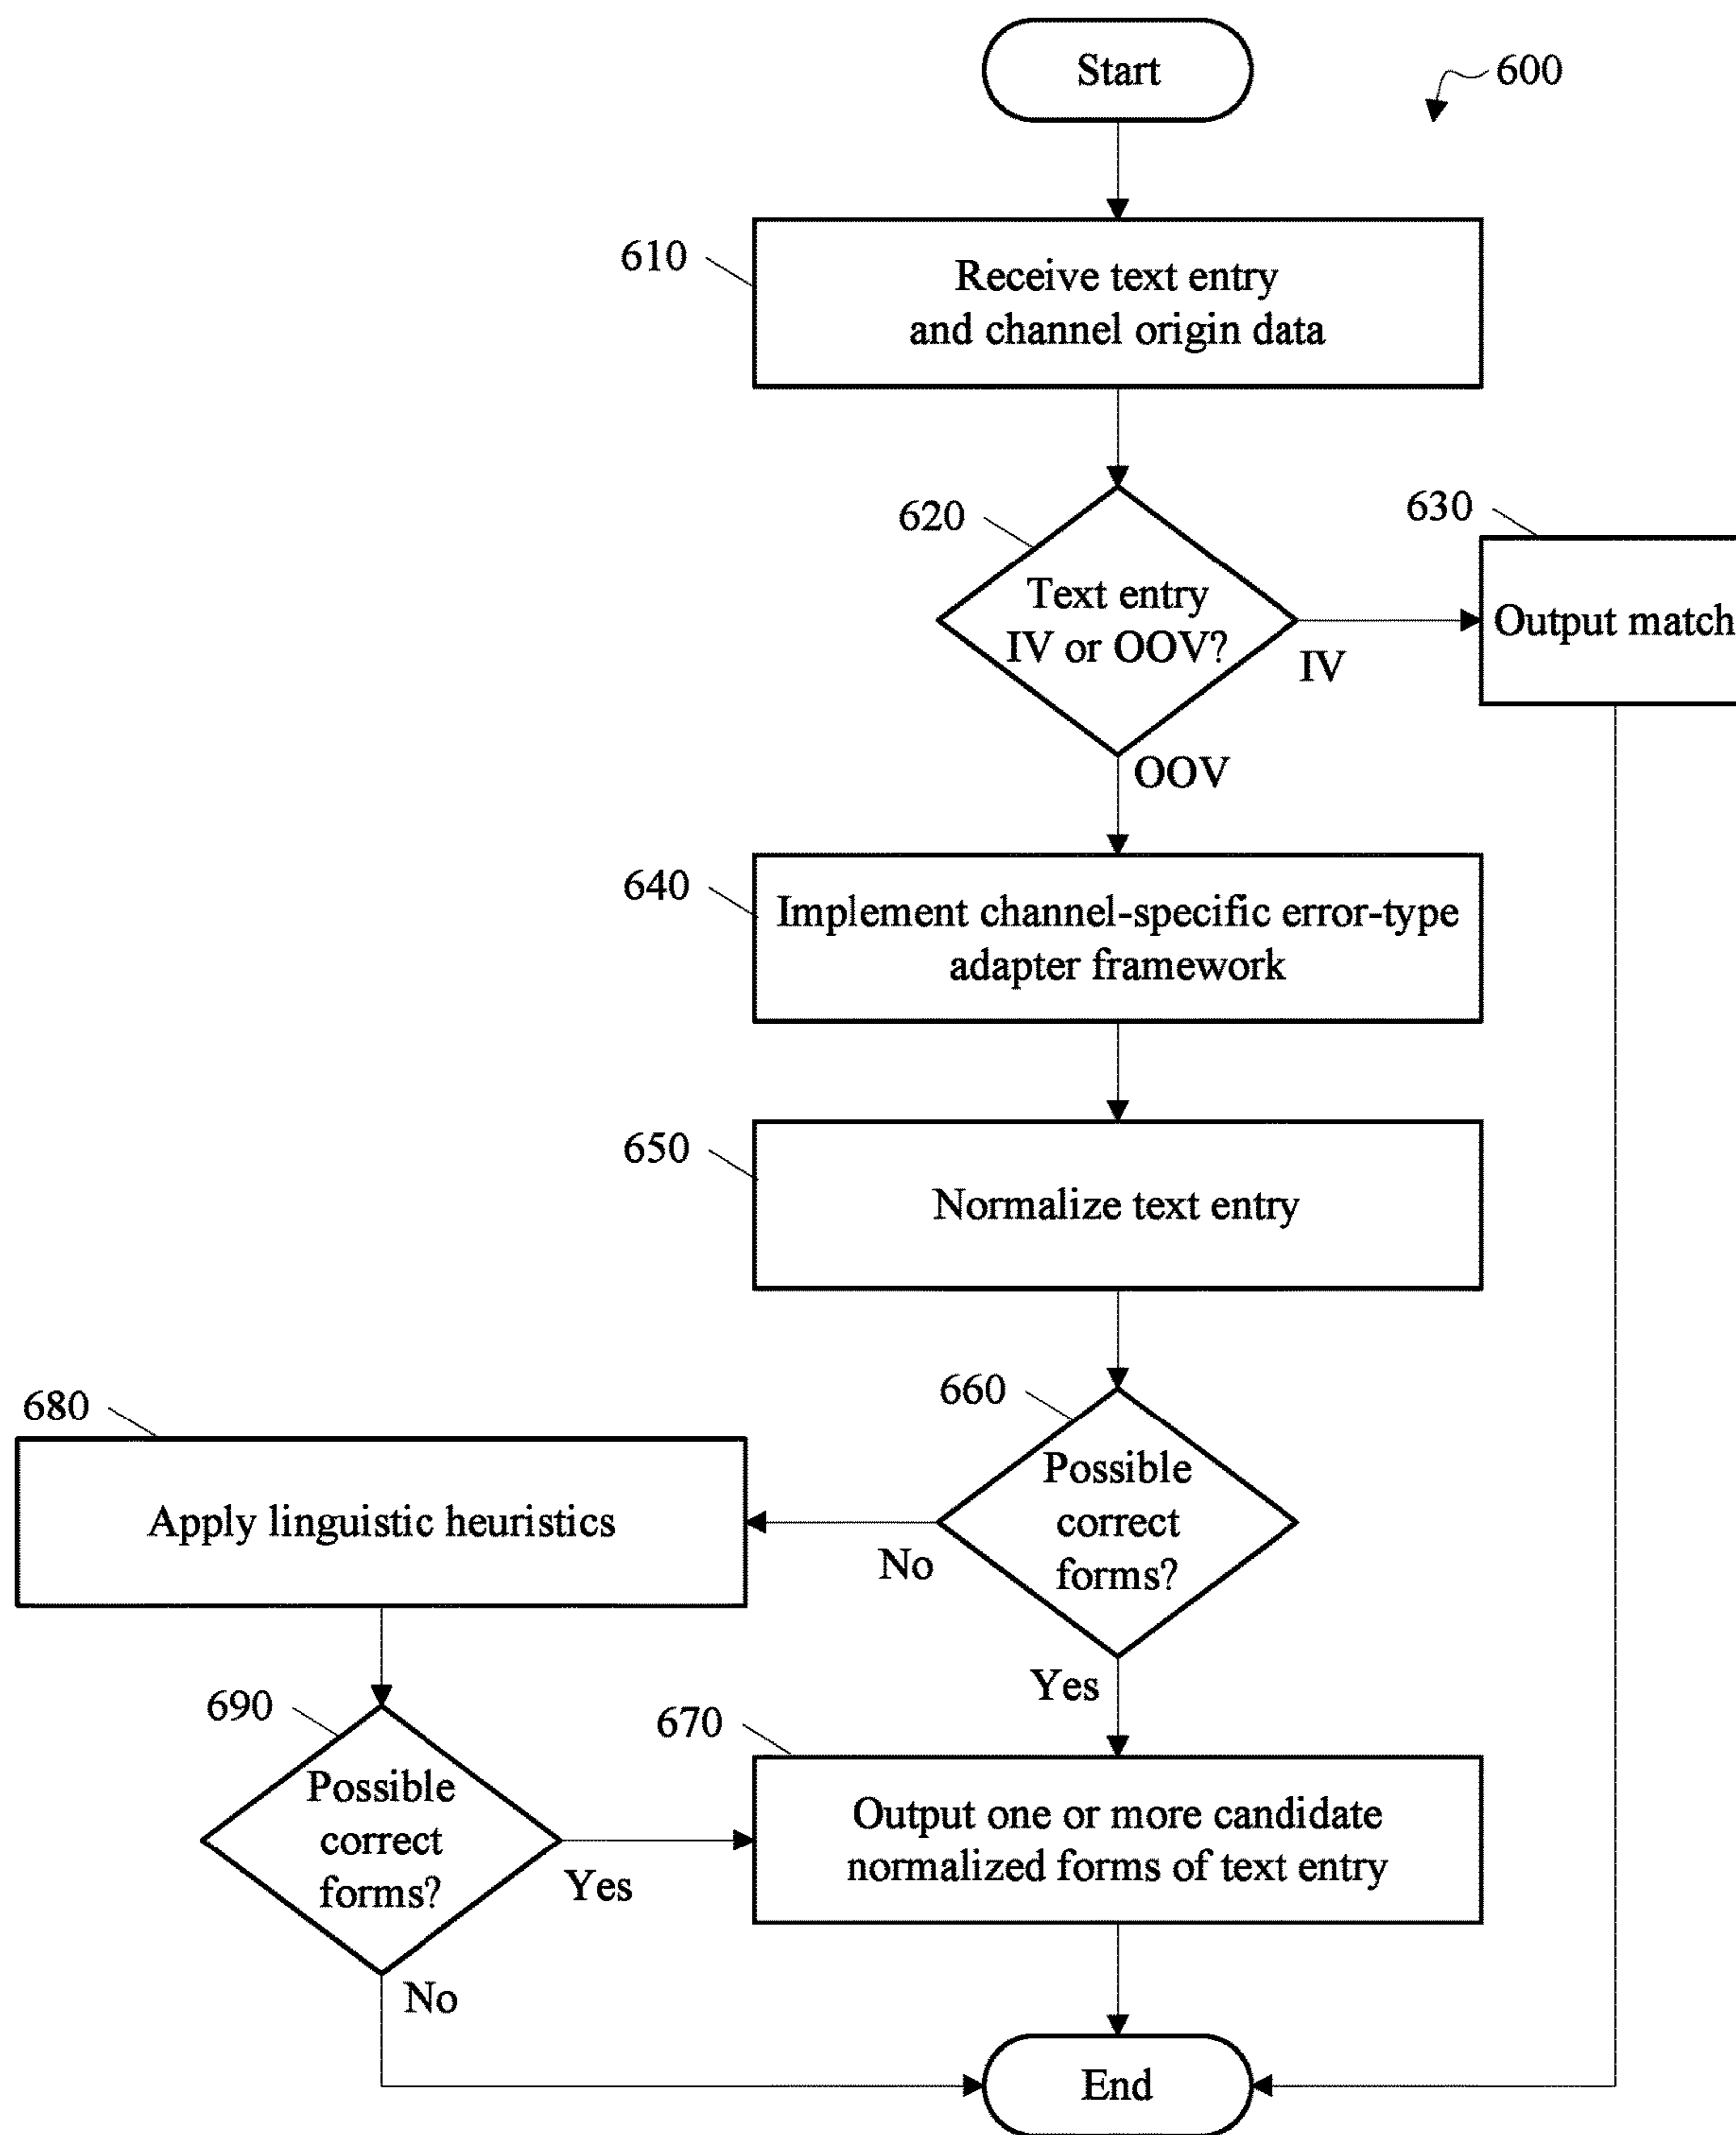 Start
600
610
Receive text entry
and channel origin data
620
Text entry
IV or OOV?
IV
630
Output match
OOV
640
Implement channel-specific error-type
adapter framework
650
Normalize text entry
660
Possible
correct
forms?
No
680
Apply linguistic heuristics
Yes
690
Possible
correct
forms?
Yes
670
Output one or more candidate
normalized forms of text entry
No
End